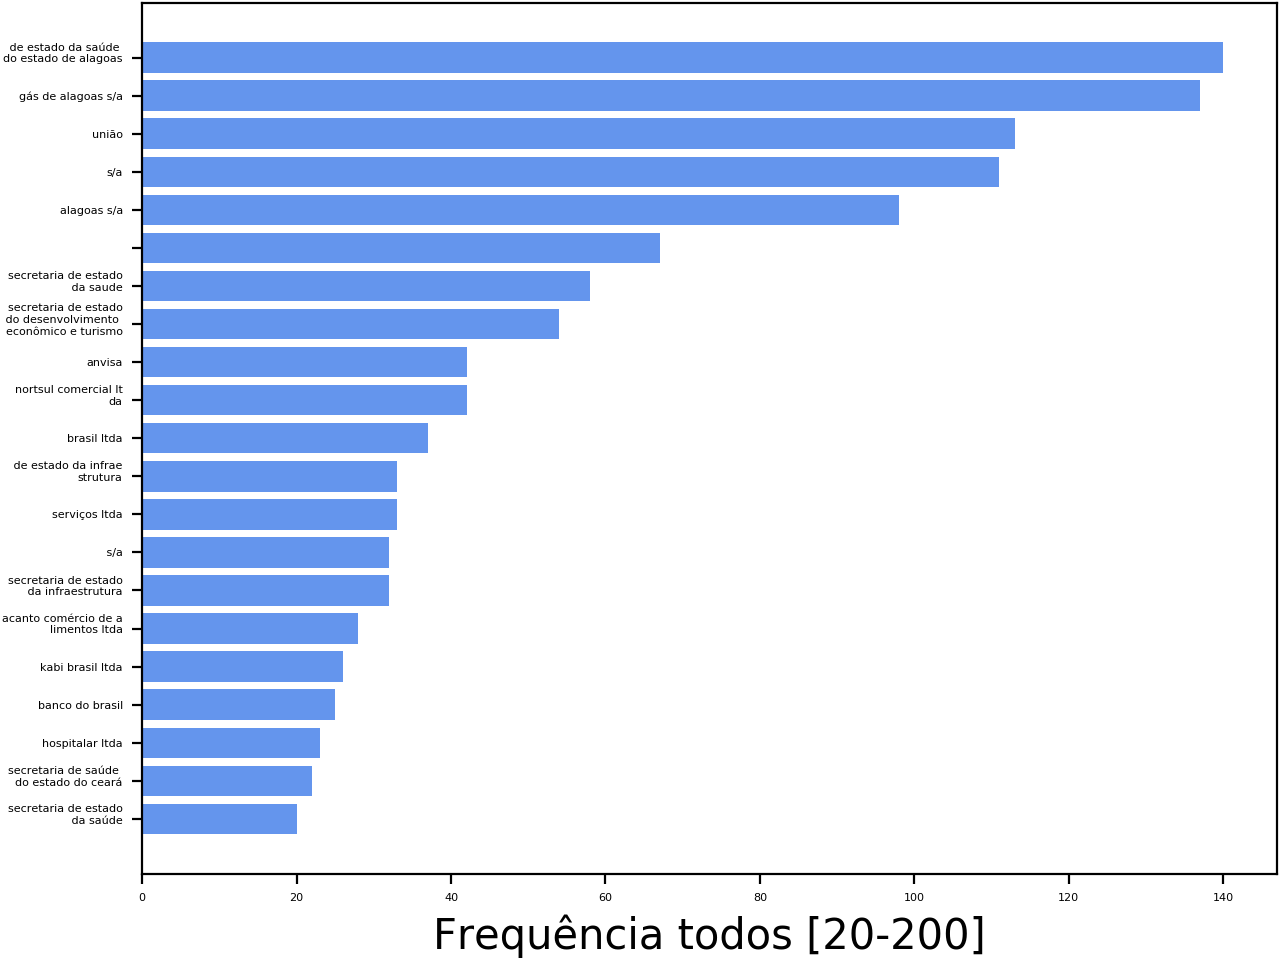 de estado da saúde
do estado de alagoas
gás de alagoas s/a
união
s/a
alagoas s/a
secretaria de estado
da saude
secretaria de estado
do desenvolvimento
econômico e turismo
anvisa
nortsul comercial lt
da
brasil ltda
de estado da infrae
strutura
serviços ltda
s/a
secretaria de estado
da infraestrutura
acanto comércio de a
limentos ltda
kabi brasil ltda
banco do brasil
hospitalar ltda
secretaria de saúde
do estado do ceará
secretaria de estado
da saúde
0 20 40 60 80 100 120 140
Frequência todos [20-200]